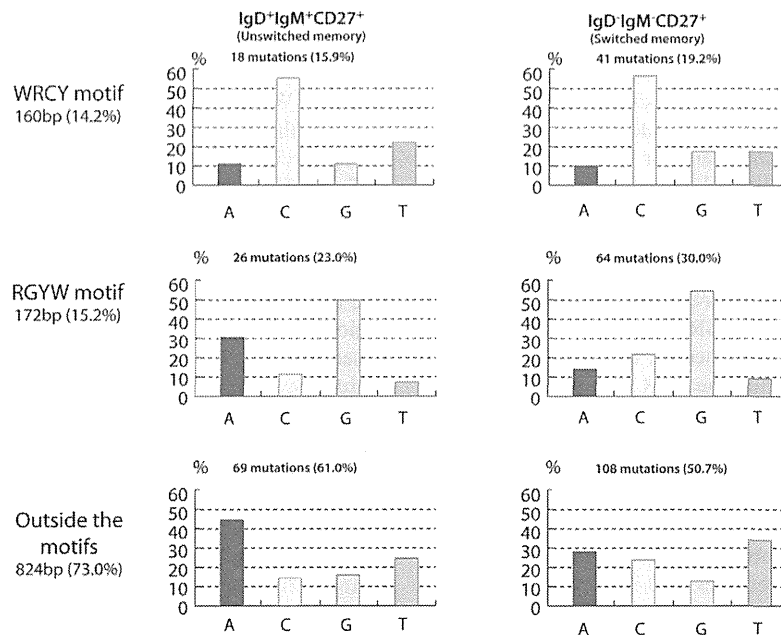 IgD⁺IgM⁺CD27⁺
(Unswitched memory)
IgD⁻IgM⁻CD27⁺
(Switched memory)
WRCY motif
160bp (14.2%)
%
18 mutations (15.9%)
60
50
40
30
20
10
0
A C G T
%
41 mutations (19.2%)
60
50
40
30
20
10
0
A C G T
RGYW motif
172bp (15.2%)
%
26 mutations (23.0%)
60
50
40
30
20
10
0
A C G T
%
64 mutations (30.0%)
60
50
40
30
20
10
0
A C G T
Outside the
motifs
824bp (73.0%)
%
69 mutations (61.0%)
60
50
40
30
20
10
0
A C G T
%
108 mutations (50.7%)
60
50
40
30
20
10
0
A C G T